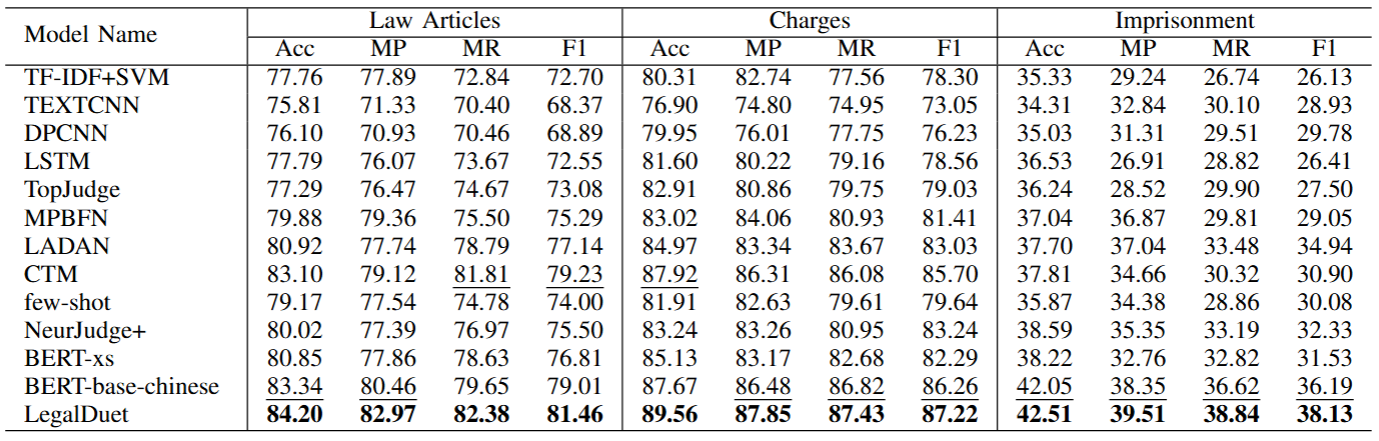 Model Name Law Articles Charges Imprisonment
Acc MP MR F1 Acc MP MR F1 Acc MP MR F1
TF-IDF+SVM 77.76 77.89 72.84 72.70 80.31 82.74 77.56 78.30 35.33 29.24 26.74 26.13
TEXTCNN 75.81 71.33 70.40 68.37 76.90 74.80 74.95 73.05 34.31 32.84 30.10 28.93
DPCNN 76.10 70.93 70.46 68.89 79.95 76.01 77.75 76.23 35.03 31.31 29.51 29.78
LSTM 77.79 76.07 73.67 72.55 81.60 80.22 79.16 78.56 36.53 26.91 28.82 26.41
TopJudge 77.29 76.47 74.67 73.08 82.91 80.86 79.75 79.03 36.24 28.52 29.90 27.50
MPBFN 79.88 79.36 75.50 75.29 83.02 84.06 80.93 81.41 37.04 36.87 29.81 29.05
LADAN 80.92 77.74 78.79 77.14 84.97 83.34 83.67 83.03 37.70 37.04 33.48 34.94
CTM 83.10 79.12 81.81 79.23 87.92 86.31 86.08 85.70 37.81 34.66 30.32 30.90
few-shot 79.17 77.54 74.78 74.00 81.91 82.63 79.61 79.64 35.87 34.38 28.86 30.08
NeurJudge+ 80.02 77.39 76.97 75.50 83.24 83.26 80.95 83.24 38.59 35.35 33.19 32.33
BERT-xs 80.85 77.86 78.63 76.81 85.13 83.17 82.68 82.29 38.22 32.76 32.82 31.53
BERT-base-chinese 83.34 80.46 79.65 79.01 87.67 86.48 86.82 86.26 42.05 38.35 36.62 36.19
LegalDuet 84.20 82.97 82.38 81.46 89.56 87.85 87.43 87.22 42.51 39.51 38.84 38.13